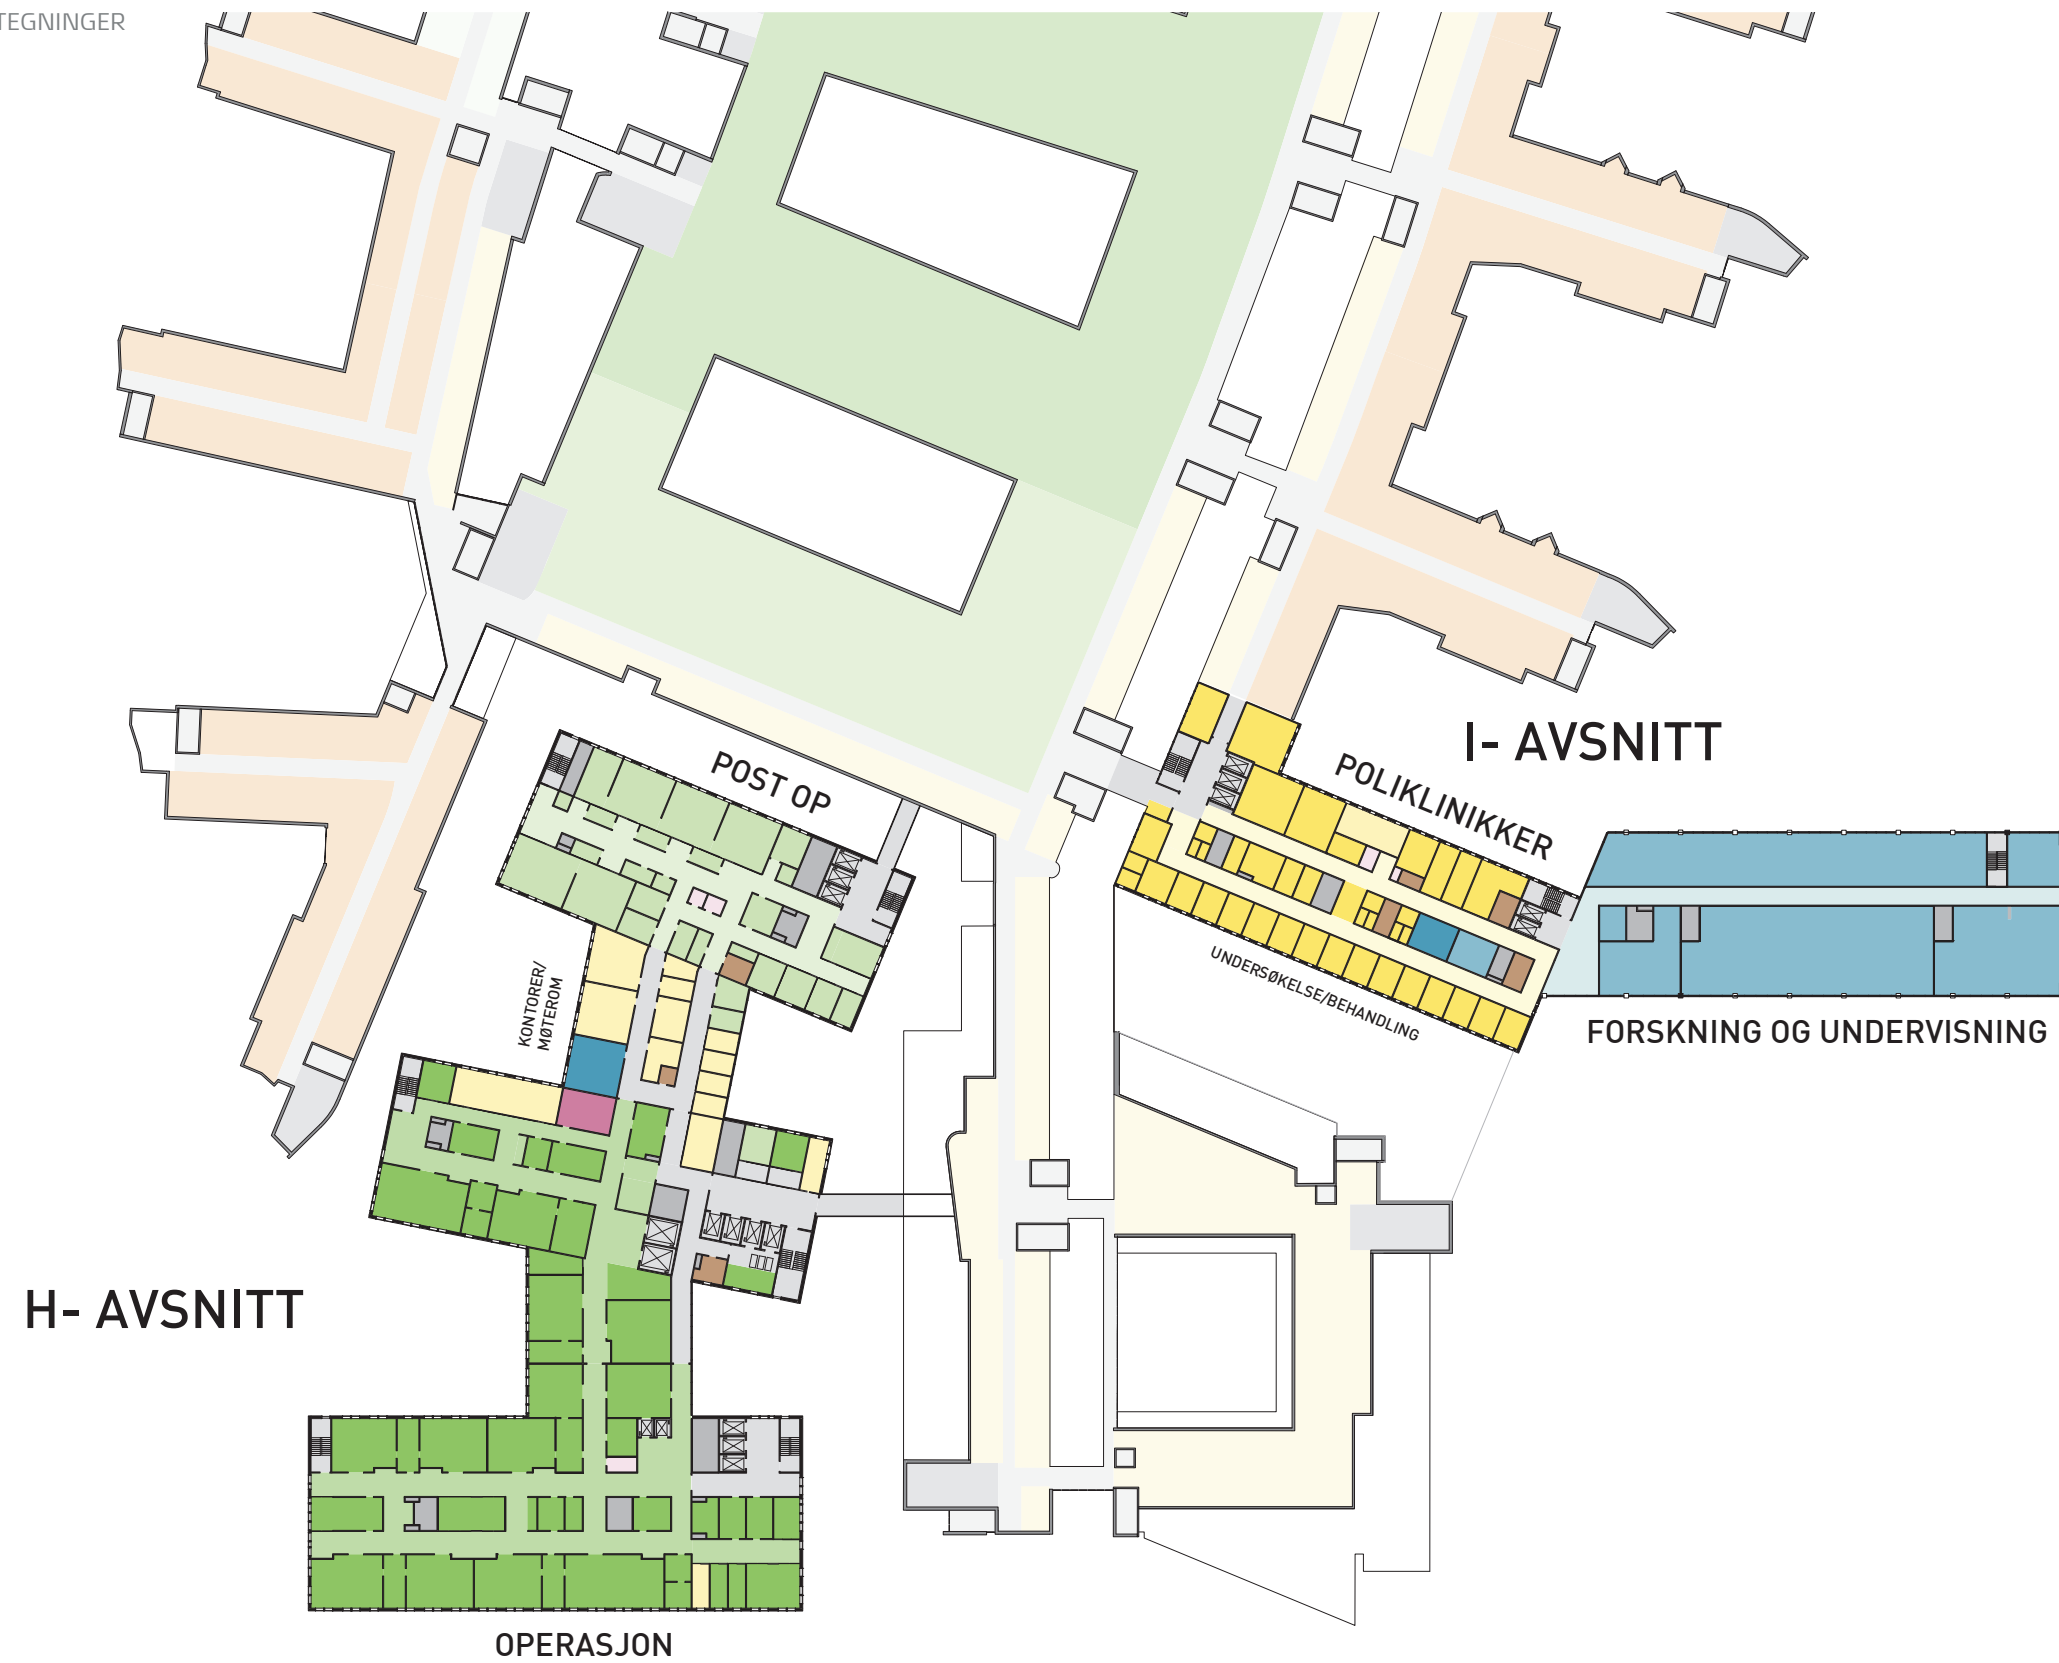 TEGNINGER
I- AVSNITT
POST OP
POLIKLINIKKER
KONTORER/
MØTEROM
UNDERSØKELSE/BEHANDLING
FORSKNING OG UNDERVISNING
H- AVSNITT
OPERASJON